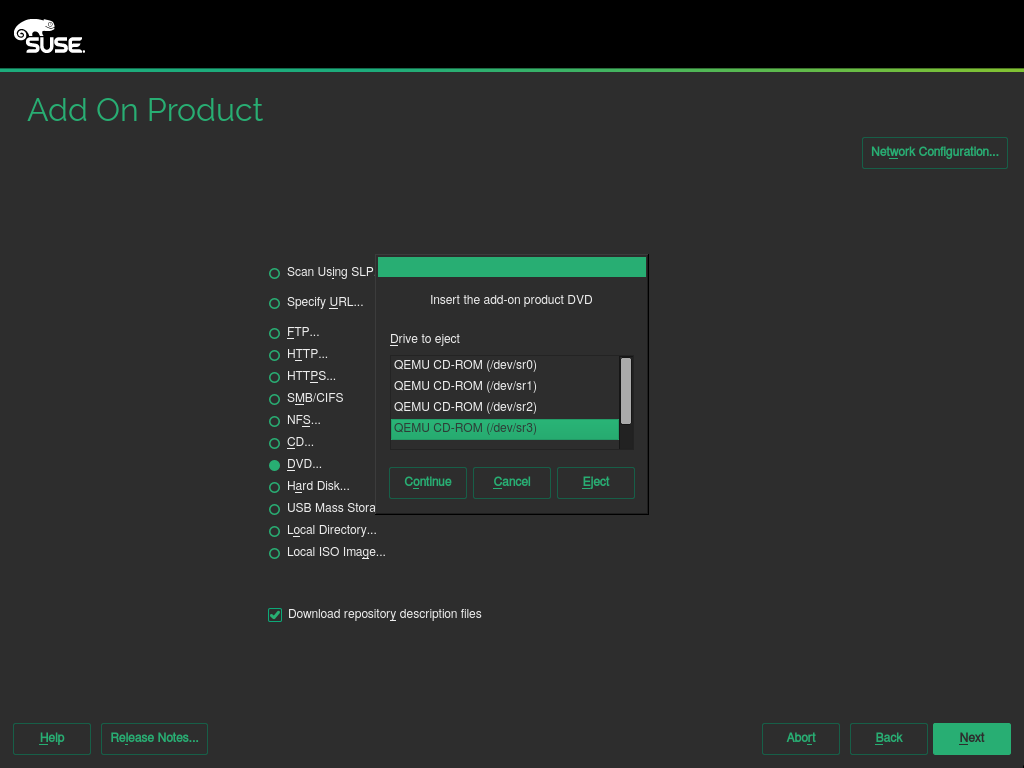 SUSE.
Add On Product
Network Configuration...
Scan Using SLP
Specify URL...
FTP...
HTTP...
HTTPS...
SMB/CIFS
NFS...
CD...
DVD...
Hard Disk...
USB Mass Stora
Local Directory...
Local ISO Image...
Insert the add-on product DVD
Drive to eject
QEMU CD-ROM (/dev/sr0)
QEMU CD-ROM (/dev/sr1)
QEMU CD-ROM (/dev/sr2)
QEMU CD-ROM (/dev/sr3)
Continue Cancel Eject
Download repository description files
Help Release Notes... Abort Back Next